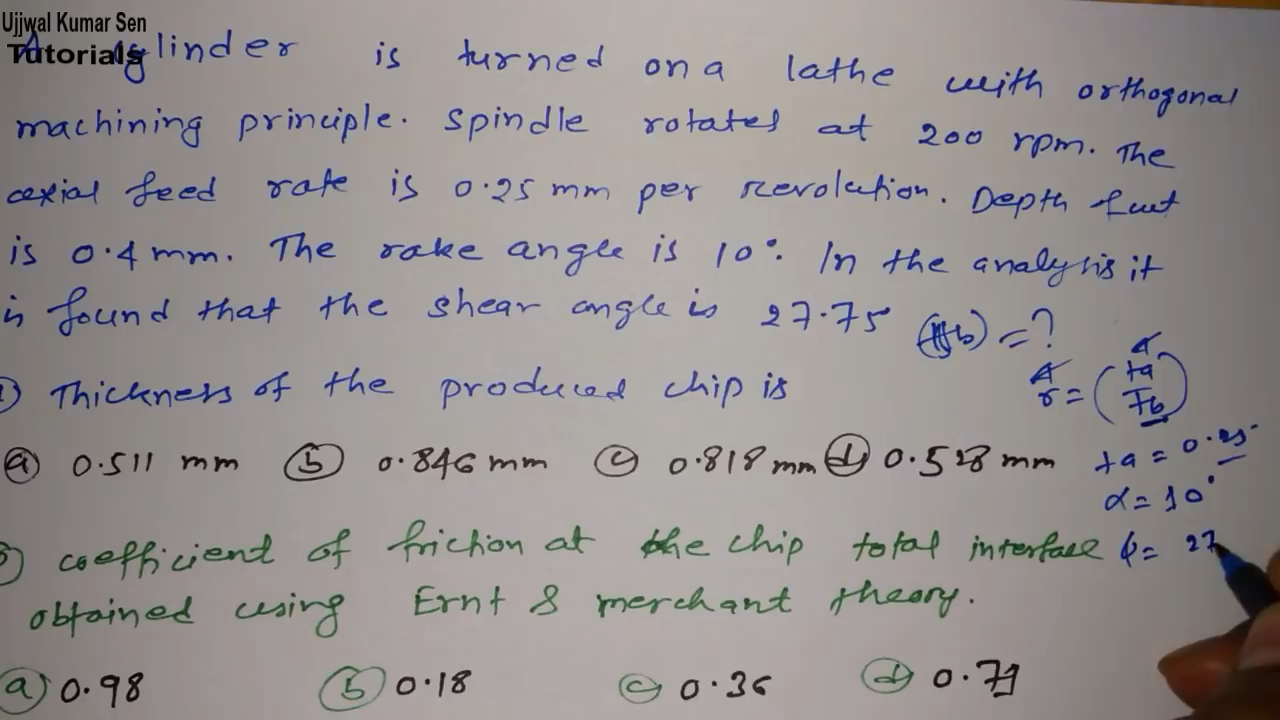 Ujjwal Kumar Sen
Tutorials
A cylinder is turned on a lathe with orthogonal
machining principle. Spindle rotates at 200 rpm. The
axial feed rate is 0.25 mm per revolution. Depth of cut
is 0.4 mm. The rake angle is 10°. In the analysis it
is found that the shear angle is 27.75 (tb) = ?
1) Thickness of the produced chip is
r = (ta/tb)
a) 0.511 mm b) 0.846 mm c) 0.818 mm d) 0.528 mm
ta = 0.25
α = 10°
coefficient of friction at the chip total interface ϕ = 27
obtained using Ernt & merchant theory.
a) 0.98 b) 0.18 c) 0.36 d) 0.71